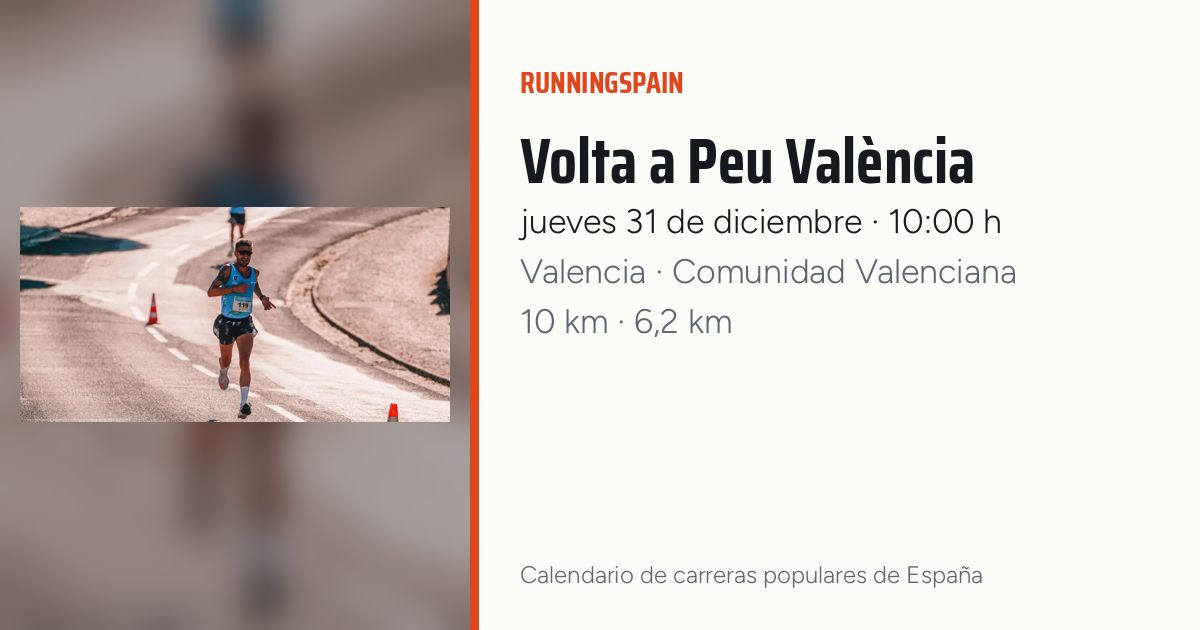 RUNNINGSPAIN
Volta a Peu València
jueves 31 de diciembre · 10:00 h
Valencia · Comunidad Valenciana
10 km · 6,2 km
Calendario de carreras populares de España
119